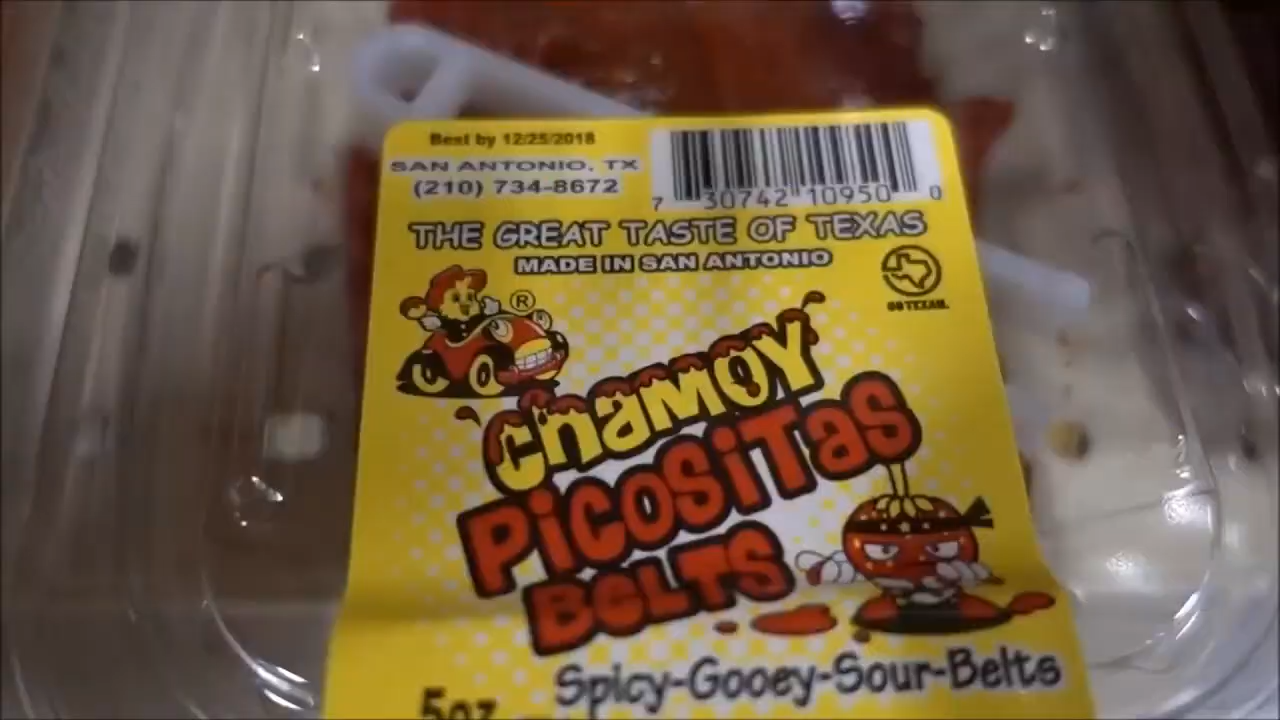 Best by 12/25/2018
SAN ANTONIO, TX
(210) 734-8672
7 30742 10950 0
THE GREAT TASTE OF TEXAS
MADE IN SAN ANTONIO
GO TEXAN.
®
CHAMOY
PICOSITAS
BELTS
Spicy-Gooey-Sour-Belts
5oz